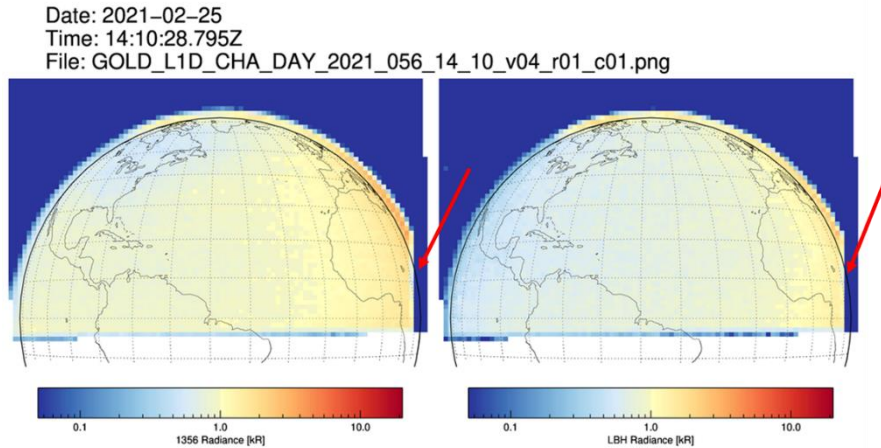 Date: 2021−02−25
Time: 14:10:28.795Z
File: GOLD_L1D_CHA_DAY_2021_056_14_10_v04_r01_c01.png
0.1 1.0 10.0
1356 Radiance [kR]
0.1 1.0 10.0
LBH Radiance [kR]